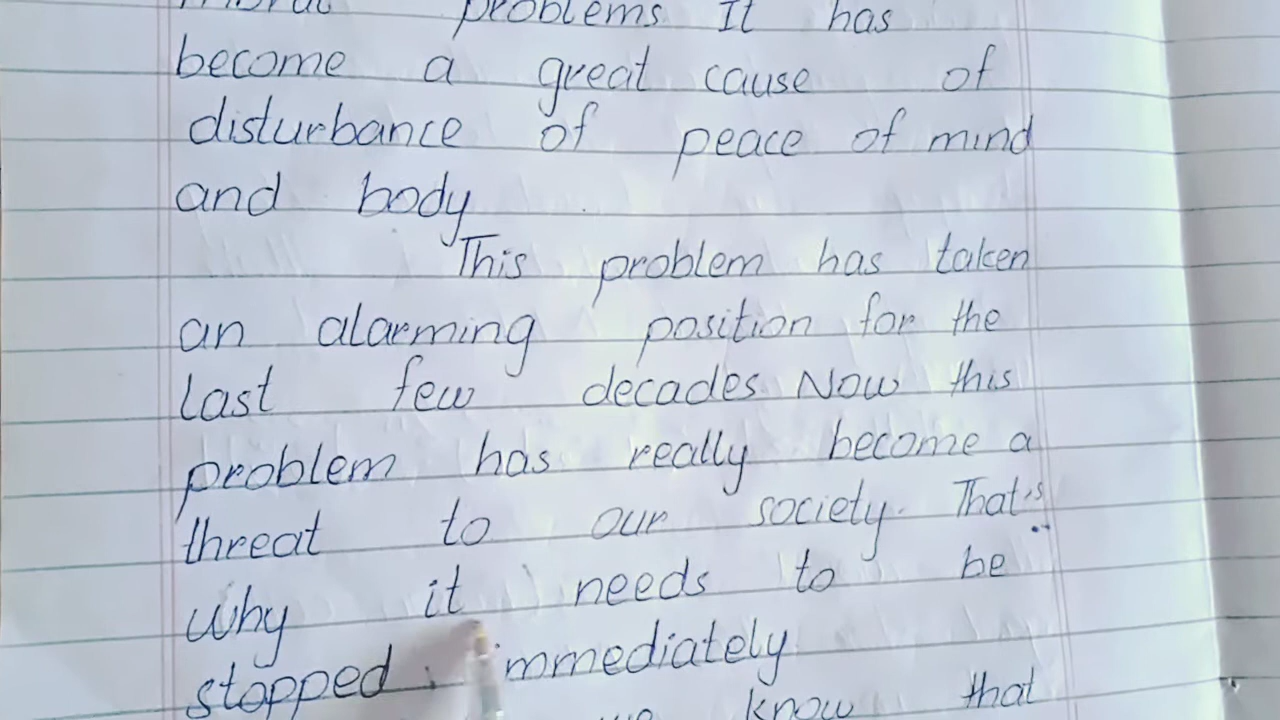 problems. It has
become a great cause of
disturbance of peace of mind
and body
This problem has taken
an alarming position for the
last few decades. Now this
problem has really become a
threat to our society. That's
why it needs to be
stopped immediately
know that